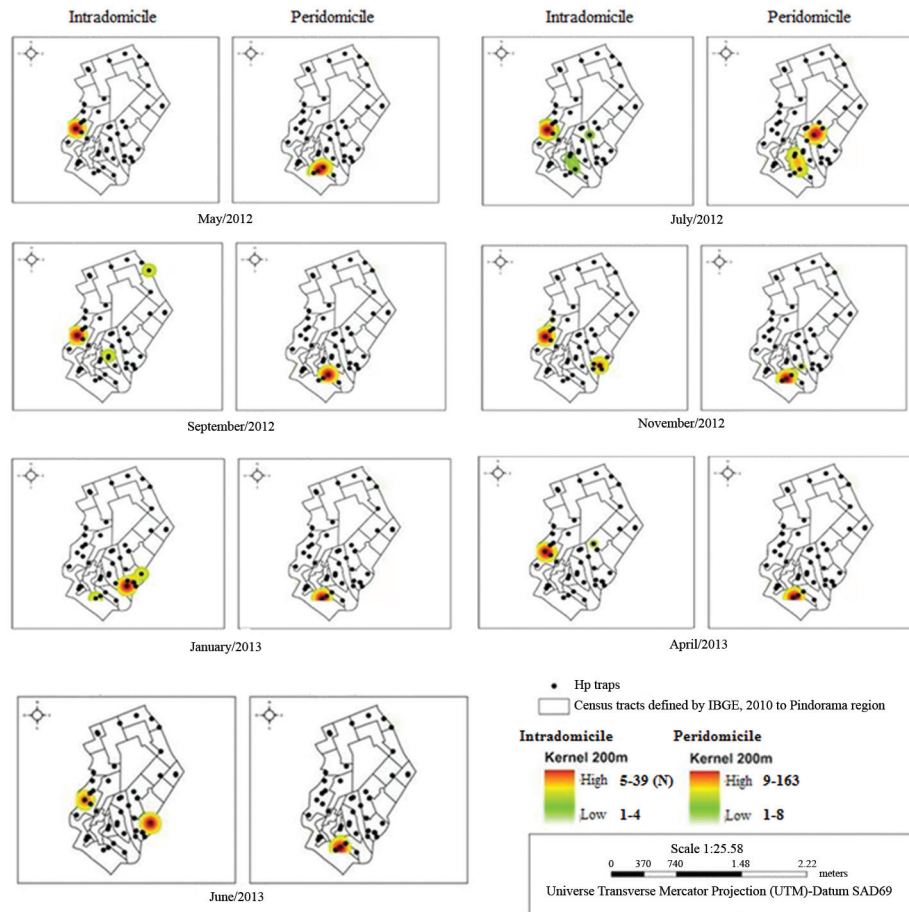 Intradomicile Peridomicile Intradomicile Peridomicile
May/2012 July/2012
September/2012 November/2012
January/2013 April/2013
June/2013
Hp traps
Census tracts defined by IBGE, 2010 to Pindorama region
Intradomicile Peridomicile
Kernel 200m Kernel 200m
High 5-39 (N) High 9-163
Low 1-4 Low 1-8
Scale 1:25.58
0 370 740 1.48 2.22
meters
Universe Transverse Mercator Projection (UTM)-Datum SAD69